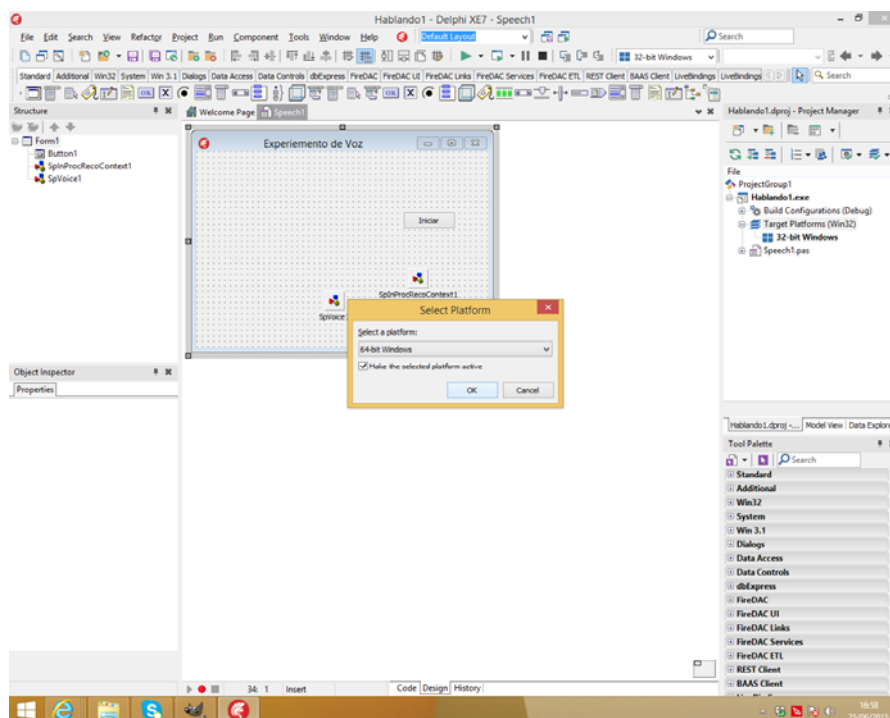 Hablando1 - Delphi XE7 - Speech1
File Edit Search View Refactor Project Run Component Tools Window Help
Default Layout
Search
32-bit Windows
Standard Additional Win32 System Win 3.1 Dialogs Data Access Data Controls dbExpress FireDAC FireDAC UI FireDAC Links FireDAC Services FireDAC ETL REST Client BAAS Client LiveBindings LiveBindings
Search
Structure
Form1
Button1
SpInProcRecoContext1
SpVoice1
Welcome Page Speech1
Experiemento de Voz
Iniciar
SpInProcRecoContext1
SpVoice
Select Platform
Select a platform:
64-bit Windows
Make the selected platform active
OK Cancel
Object Inspector
Properties
34: 1 Insert
Code Design History
Hablando1.dproj - Project Manager
File
ProjectGroup1
Hablando1.exe
Build Configurations (Debug)
Target Platforms (Win32)
32-bit Windows
Speech1.pas
Hablando1.dproj -... Model View Data Explore
Tool Palette
Search
Standard
Additional
Win32
System
Win 3.1
Dialogs
Data Access
Data Controls
dbExpress
FireDAC
FireDAC UI
FireDAC Links
FireDAC Services
FireDAC ETL
REST Client
BAAS Client
16:58